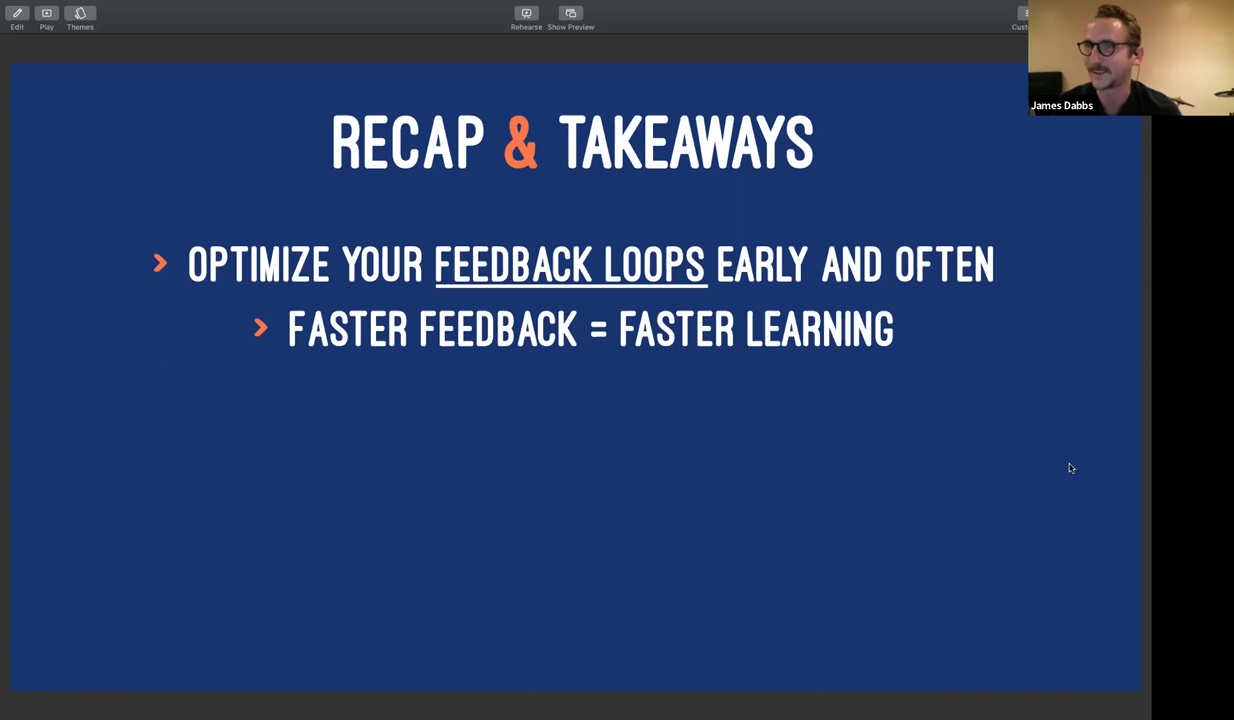 Edit Play Themes Rehearse Show Preview
James Dabbs
RECAP & TAKEAWAYS
> OPTIMIZE YOUR FEEDBACK LOOPS EARLY AND OFTEN
> FASTER FEEDBACK = FASTER LEARNING